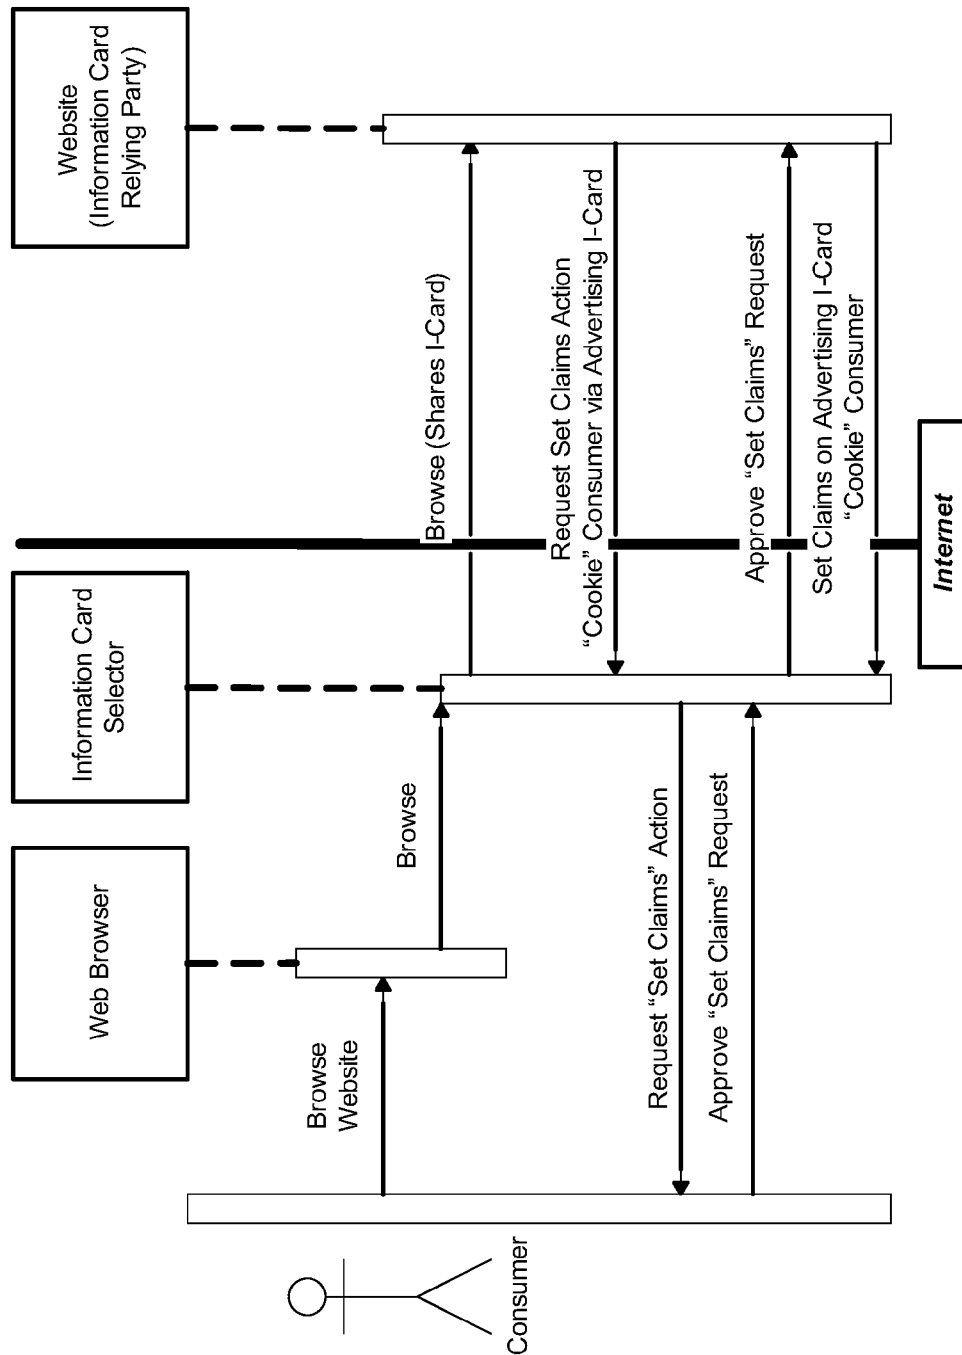 Web Browser
Information Card
Selector
Website
(Information Card
Relying Party)
Consumer
Browse
Website
Browse
Browse (Shares I-Card)
Request Set Claims Action
“Cookie” Consumer via Advertising I-Card
Request “Set Claims” Action
Approve “Set Claims” Request
Approve “Set Claims” Request
Set Claims on Advertising I-Card
“Cookie” Consumer
Internet